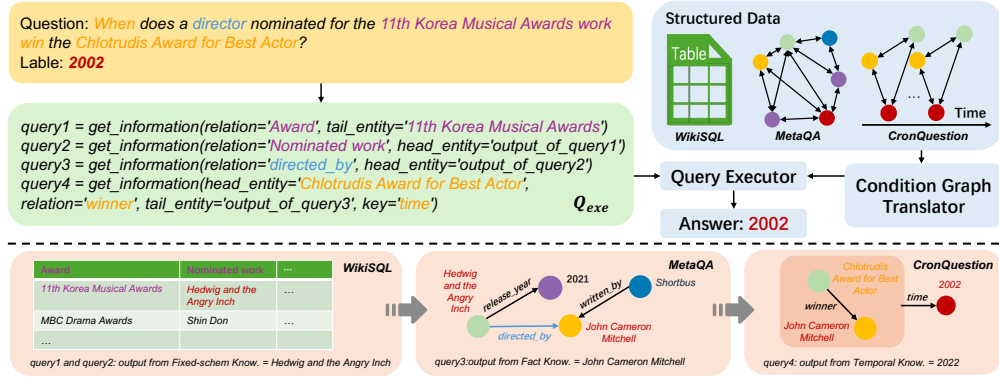 Question: When does a director nominated for the 11th Korea Musical Awards work
win the Chlotrudis Award for Best Actor?
Lable: 2002
query1 = get_information(relation='Award', tail_entity='11th Korea Musical Awards')
query2 = get_information(relation='Nominated work', head_entity='output_of_query1')
query3 = get_information(relation='directed_by', head_entity='output_of_query2')
query4 = get_information(head_entity='Chlotrudis Award for Best Actor',
relation='winner', tail_entity='output_of_query3', key='time')
Q_exe
Structured Data
Table
WikiSQL
MetaQA
...
Time
CronQuestion
Query Executor
Condition Graph
Translator
Answer: 2002
WikiSQL
Award Nominated work ...
11th Korea Musical Awards Hedwig and the
Angry Inch ...
MBC Drama Awards Shin Don ...
...
query1 and query2: output from Fixed-schem Know. = Hedwig and the Angry Inch
MetaQA
Hedwig
and the
Angry
Inch
release_year
2021
written_by
Shortbus
directed_by
John Cameron
Mitchell
query3:output from Fact Know. = John Cameron Mitchell
CronQuestion
Chlotrudis
Award for Best
Actor
winner
John Cameron
Mitchell
time
2002
query4: output from Temporal Know. = 2022